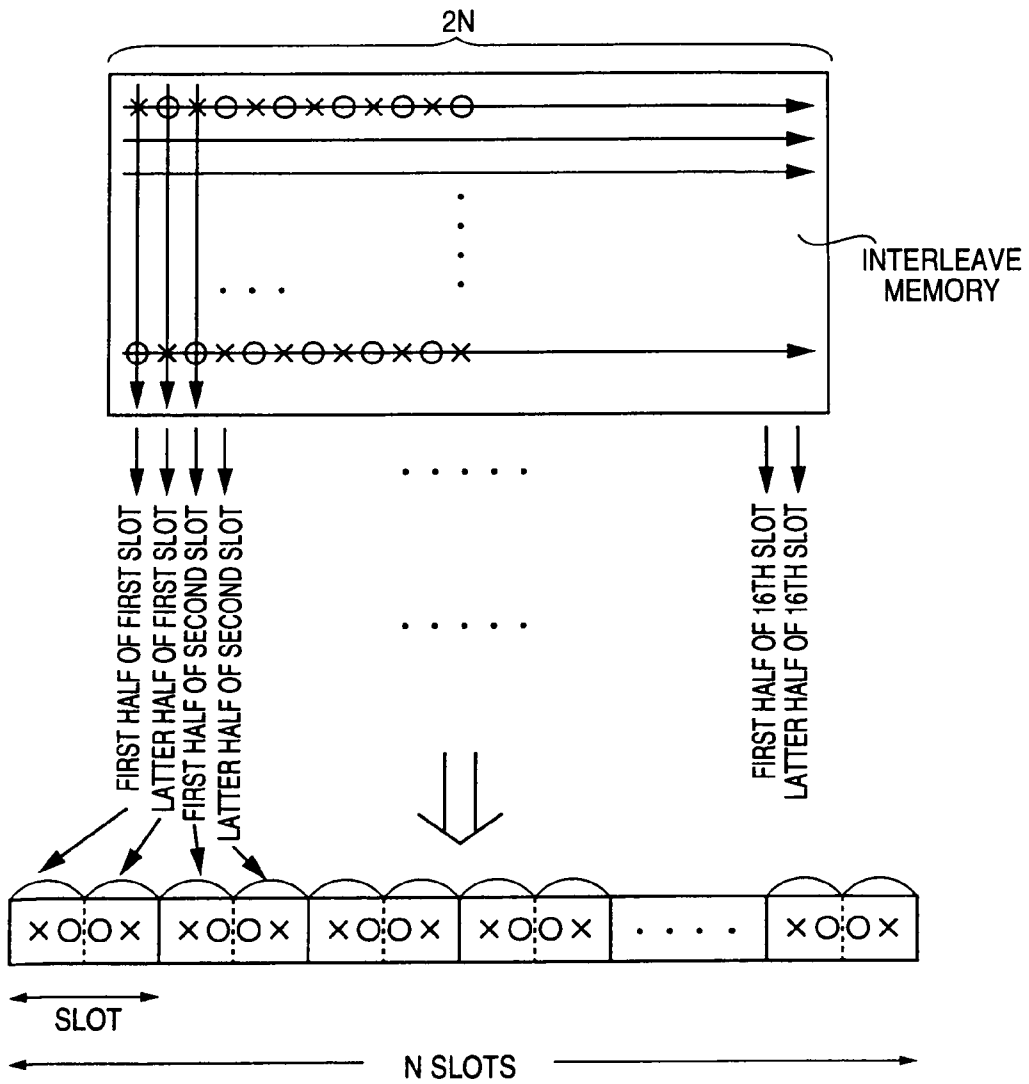 2N
INTERLEAVE
MEMORY
FIRST HALF OF FIRST SLOT
LATTER HALF OF FIRST SLOT
FIRST HALF OF SECOND SLOT
LATTER HALF OF SECOND SLOT
FIRST HALF OF 16TH SLOT
LATTER HALF OF 16TH SLOT
SLOT
N SLOTS